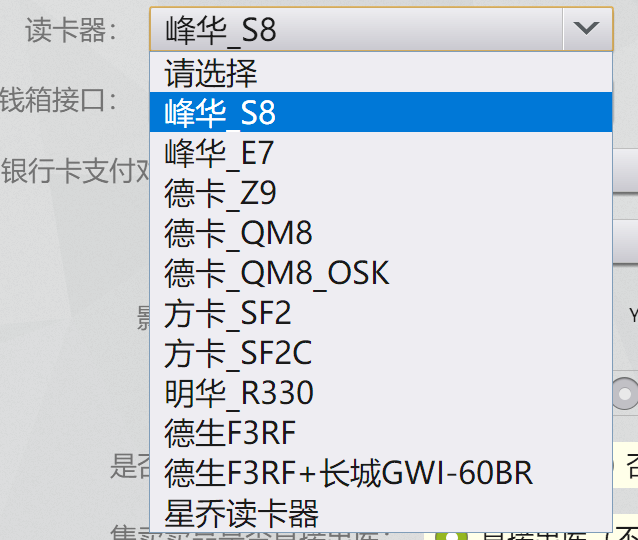 读卡器： 峰华_S8
请选择
钱箱接口：
峰华_S8
峰华_E7
银行卡支付
德卡_Z9
德卡_QM8
德卡_QM8_OSK
方卡_SF2
方卡_SF2C
明华_R330
德生F3RF
是否
德生F3RF+长城GWI-60BR
星乔读卡器